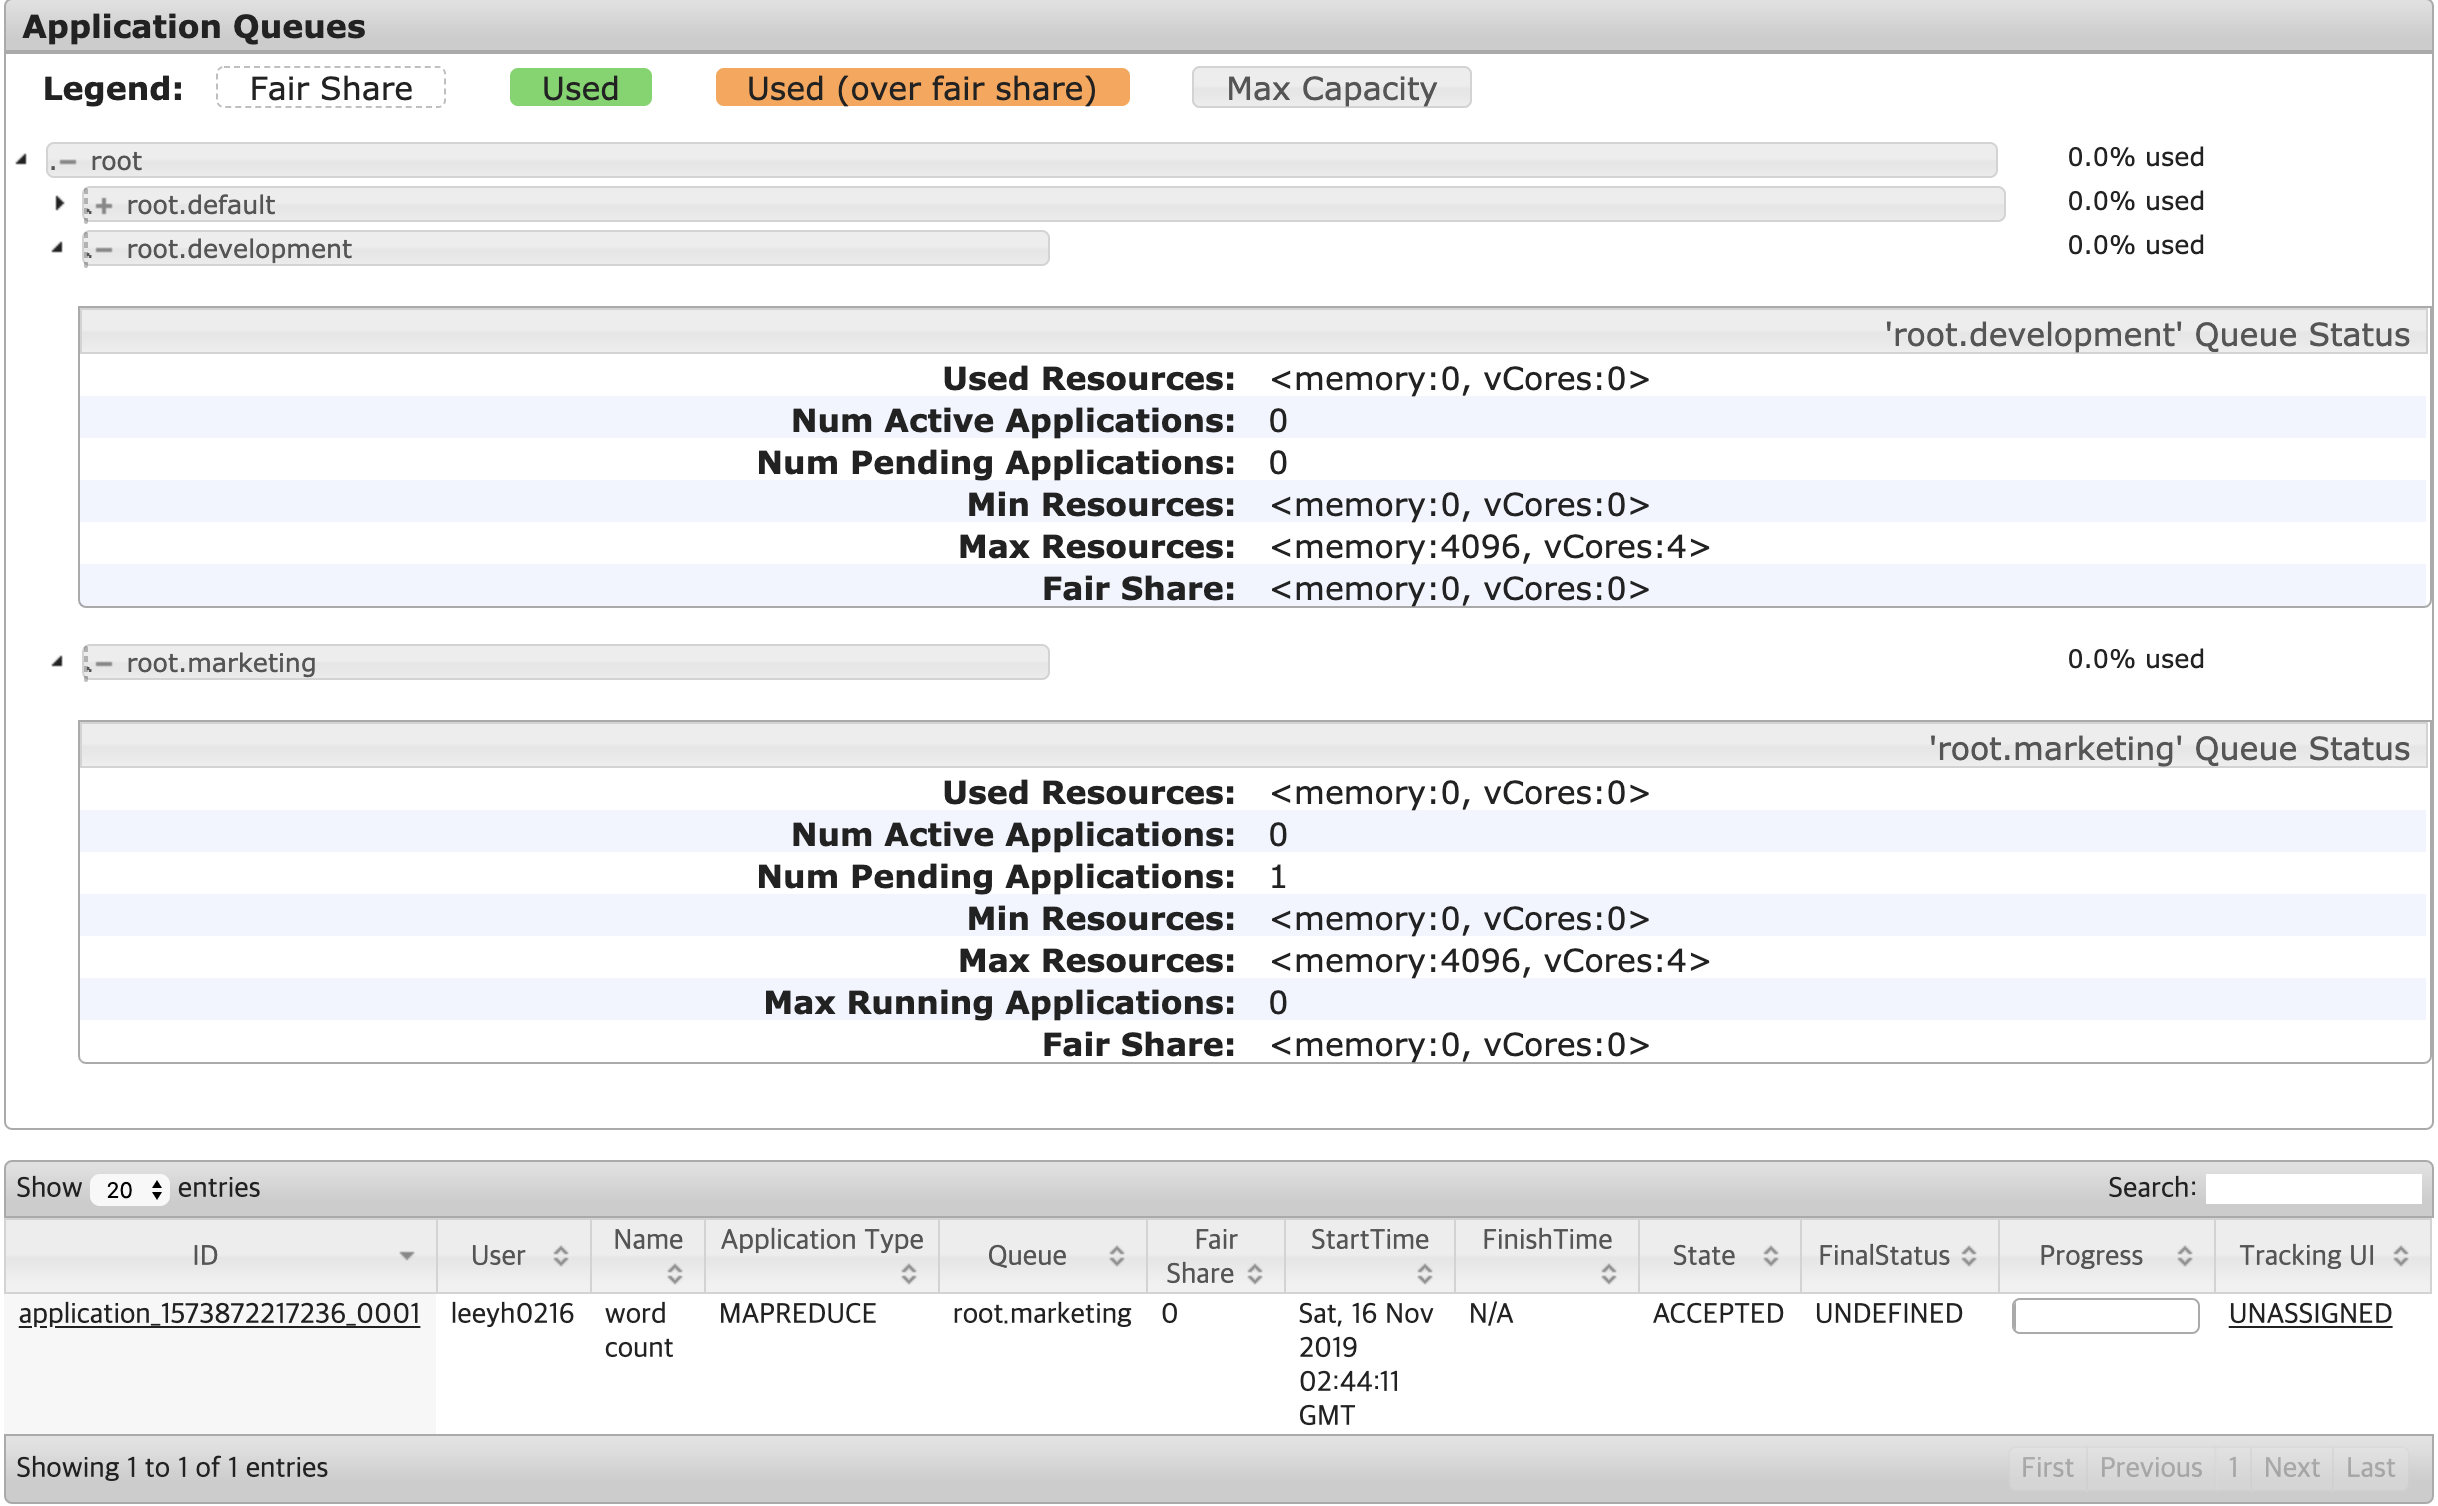 Application Queues
Legend: Fair Share Used Used (over fair share) Max Capacity
.− root 0.0% used
.+ root.default 0.0% used
.− root.development 0.0% used
'root.development' Queue Status
Used Resources: <memory:0, vCores:0>
Num Active Applications: 0
Num Pending Applications: 0
Min Resources: <memory:0, vCores:0>
Max Resources: <memory:4096, vCores:4>
Fair Share: <memory:0, vCores:0>
.− root.marketing 0.0% used
'root.marketing' Queue Status
Used Resources: <memory:0, vCores:0>
Num Active Applications: 0
Num Pending Applications: 1
Min Resources: <memory:0, vCores:0>
Max Resources: <memory:4096, vCores:4>
Max Running Applications: 0
Fair Share: <memory:0, vCores:0>
Show 20 entries Search:
ID User Name Application Type Queue Fair Share StartTime FinishTime State FinalStatus Progress Tracking UI
application_1573872217236_0001 leeyh0216 word count MAPREDUCE root.marketing 0 Sat, 16 Nov 2019 02:44:11 GMT N/A ACCEPTED UNDEFINED UNASSIGNED
Showing 1 to 1 of 1 entries First Previous 1 Next Last